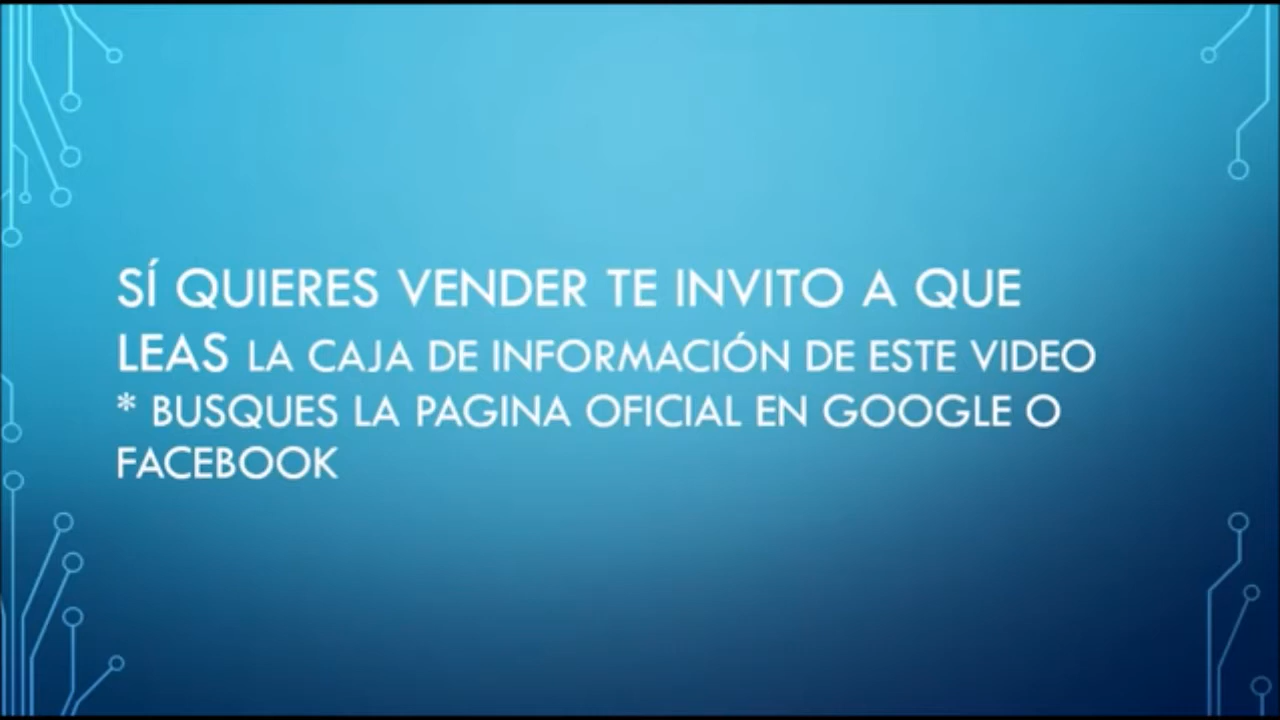 SÍ QUIERES VENDER TE INVITO A QUE
LEAS LA CAJA DE INFORMACIÓN DE ESTE VIDEO
* BUSQUES LA PAGINA OFICIAL EN GOOGLE O
FACEBOOK